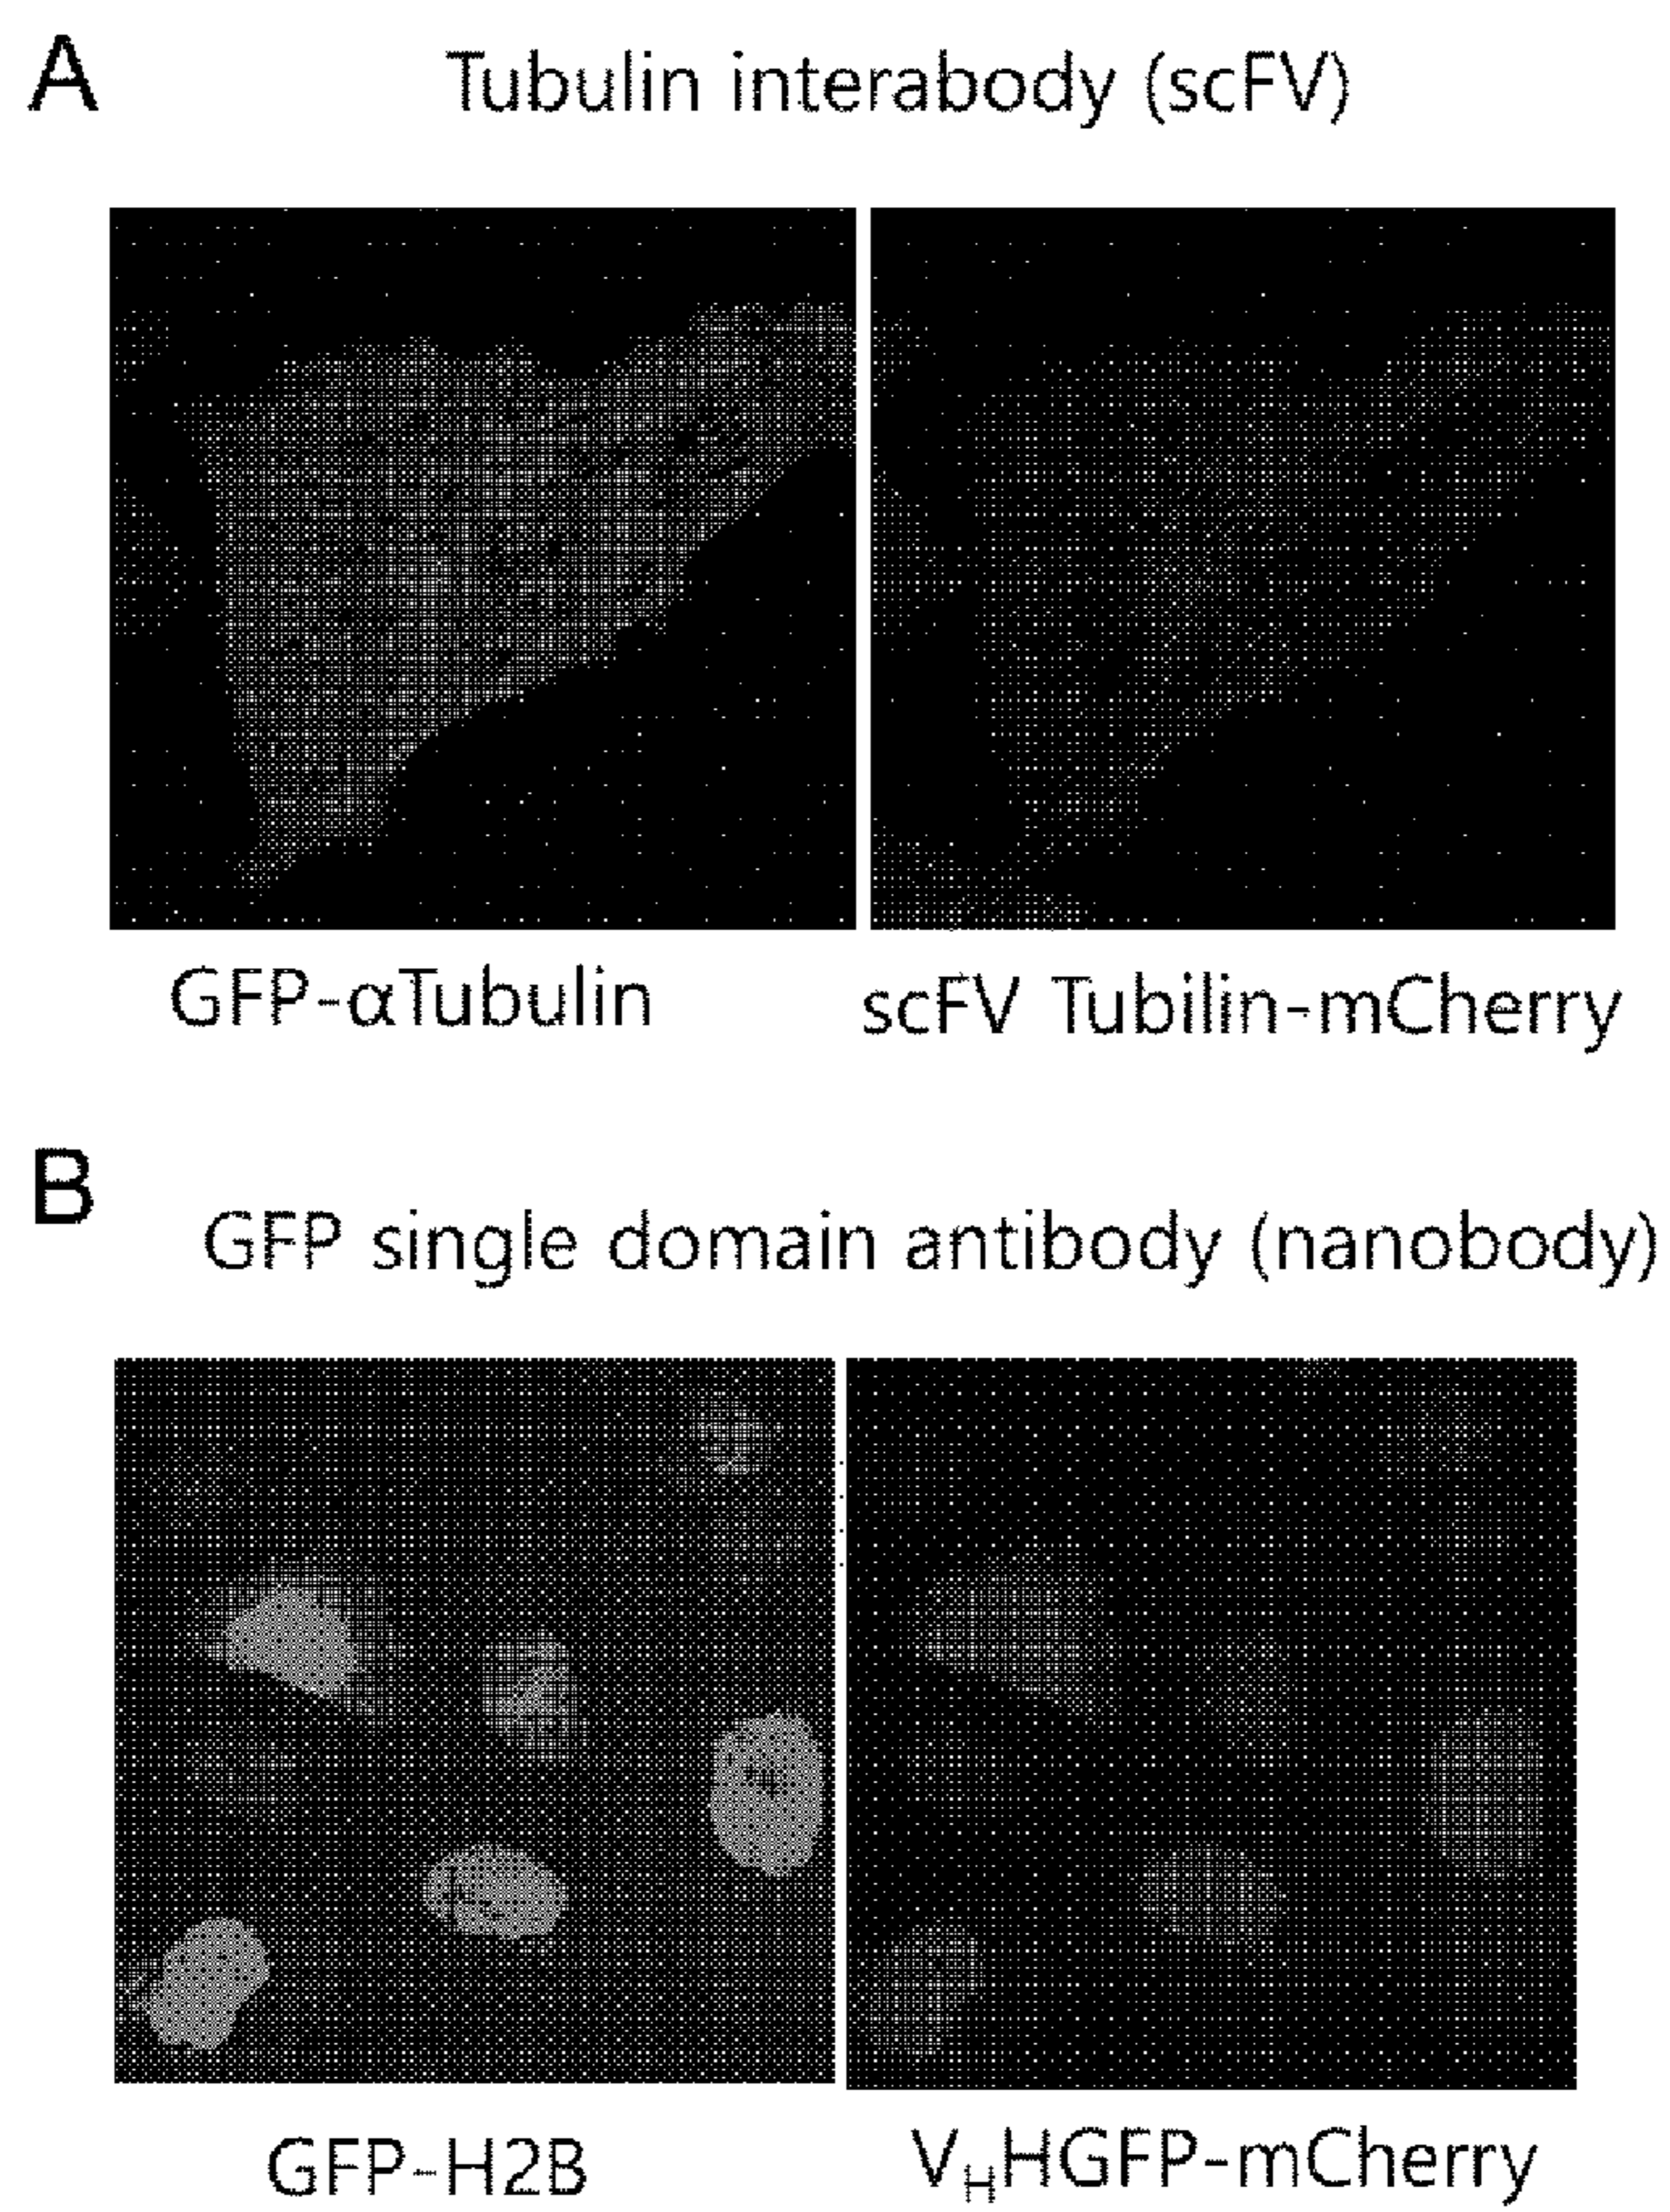 A
Tubulin interabody (scFV)
GFP-αTubulin
scFV Tubilin-mCherry
B
GFP single domain antibody (nanobody)
GFP-H2B
VHHGFP-mCherry